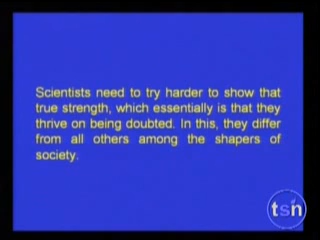 Scientists need to try harder to show that
true strength, which essentially is that they
thrive on being doubted. In this, they differ
from all others among the shapers of
society.
tsn